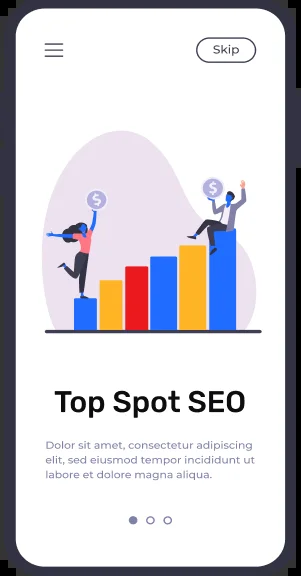 Skip
$
$
Top Spot SEO
Dolor sit amet, consectetur adipiscing
elit, sed eiusmod tempor incididunt ut
labore et dolore magna aliqua.